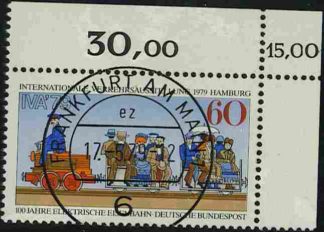 30,00
15,00
INTERNATIONALE VERKEHRSAUSSTELLUNG 1979 HAMBURG
IVA'79
60
FRANKFURT AM MA
ez
17.
6
100 JAHRE ELEKTRISCHE EISENBAHN·DEUTSCHE BUNDESPOST